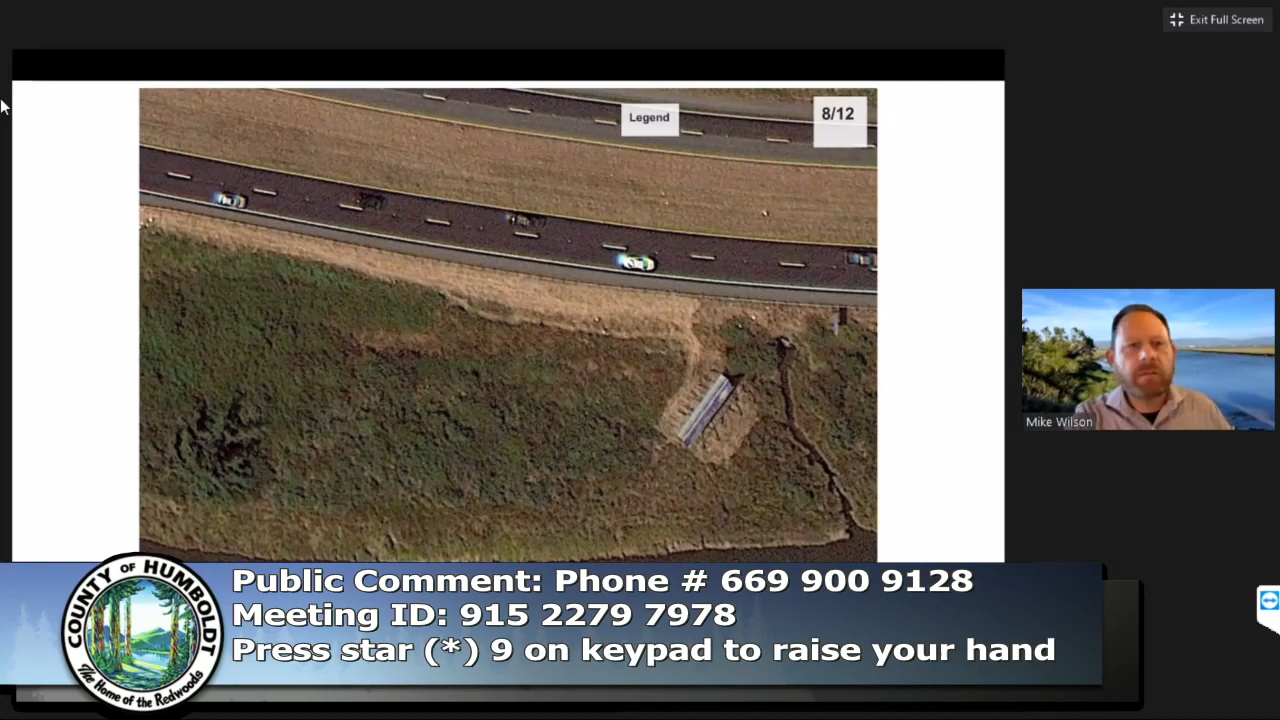 Exit Full Screen
Legend
8/12
Mike Wilson
COUNTY OF HUMBOLDT
The Home of the Redwoods
Public Comment: Phone # 669 900 9128
Meeting ID: 915 2279 7978
Press star (*) 9 on keypad to raise your hand